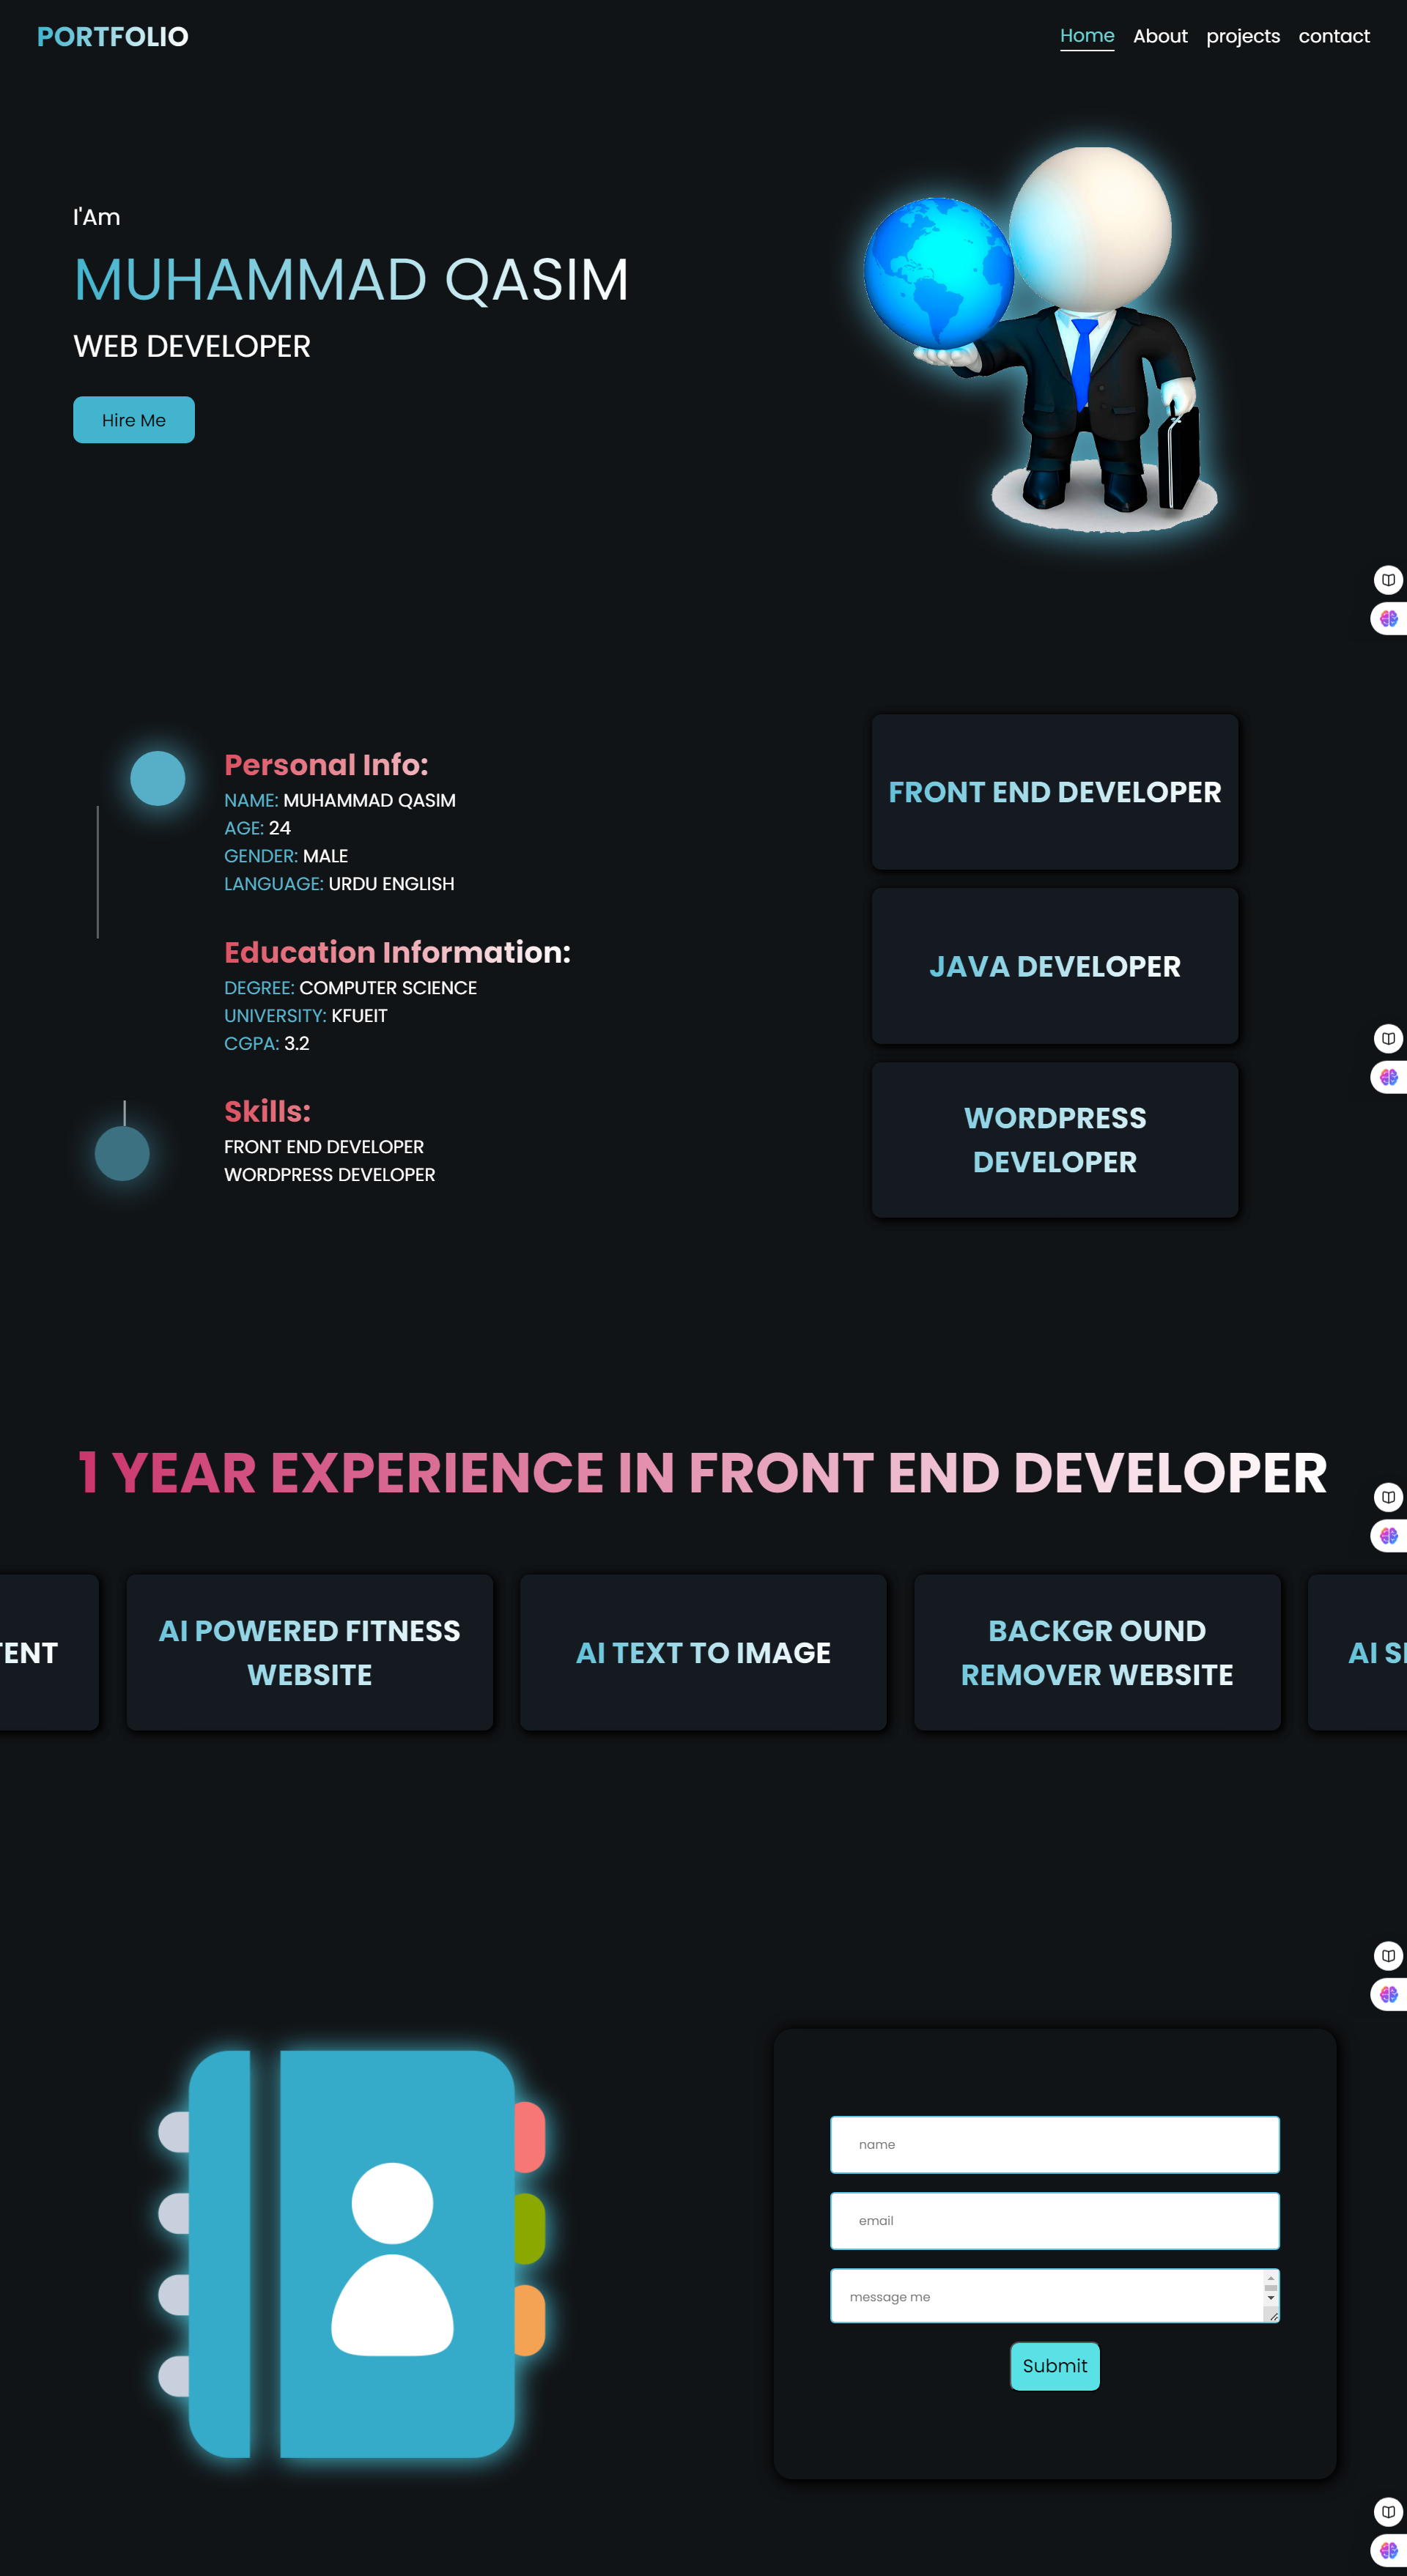 PORTFOLIO
Home About projects contact
I'Am
MUHAMMAD QASIM
WEB DEVELOPER
Hire Me
Personal Info:
NAME: MUHAMMAD QASIM
AGE: 24
GENDER: MALE
LANGUAGE: URDU ENGLISH
Education Information:
DEGREE: COMPUTER SCIENCE
UNIVERSITY: KFUEIT
CGPA: 3.2
Skills:
FRONT END DEVELOPER
WORDPRESS DEVELOPER
FRONT END DEVELOPER
JAVA DEVELOPER
WORDPRESS
DEVELOPER
1 YEAR EXPERIENCE IN FRONT END DEVELOPER
AI POWERED FITNESS
WEBSITE
AI TEXT TO IMAGE
BACKGR OUND
REMOVER WEBSITE
AI
name
email
message me
Submit